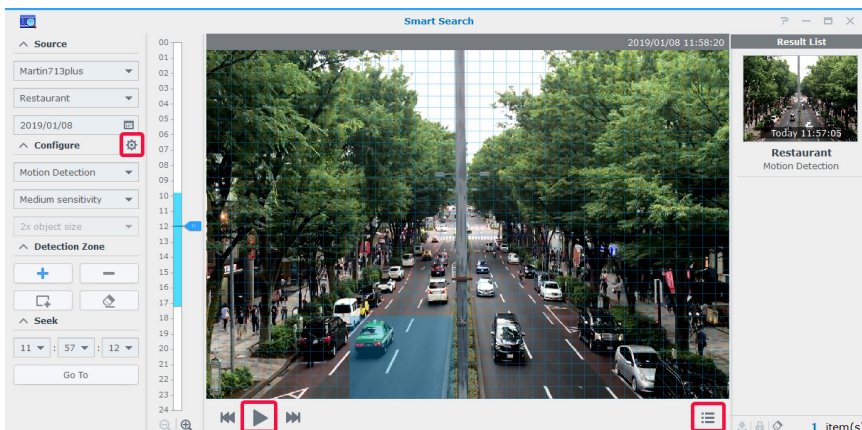 Smart Search
Source
Martin713plus
Restaurant
2019/01/08
Configure
Motion Detection
Medium sensitivity
2x object size
Detection Zone
Seek
11 : 57 : 12
Go To
00
01
02
03
04
05
06
07
08
09
10
11
12
13
14
15
16
17
18
19
20
21
22
23
24
2019/01/08 11:58:20
Result List
Today 11:57:05
Restaurant
Motion Detection
1 item(s